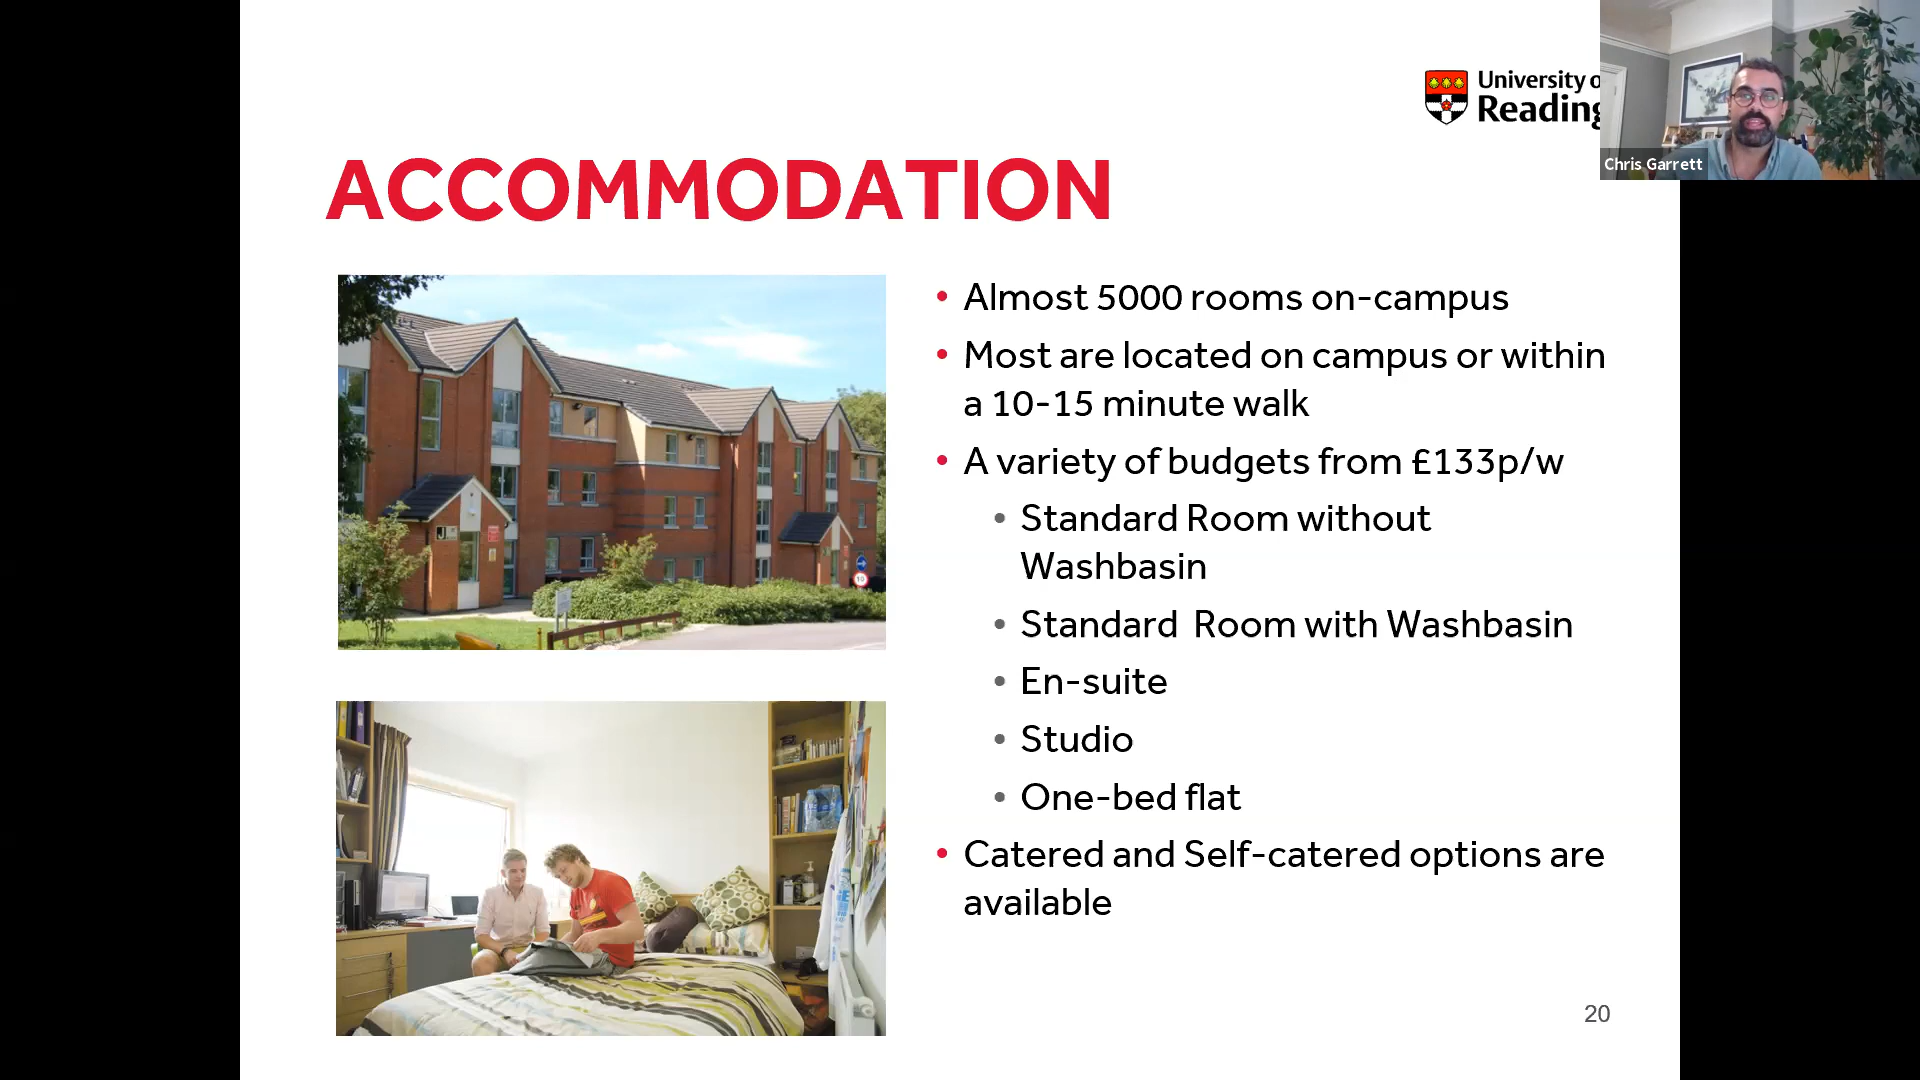 University o
Reading
Chris Garrett
ACCOMMODATION
• Almost 5000 rooms on-campus
• Most are located on campus or within
a 10-15 minute walk
• A variety of budgets from £133p/w
• Standard Room without
Washbasin
• Standard Room with Washbasin
• En-suite
• Studio
• One-bed flat
• Catered and Self-catered options are
available
J
10
20